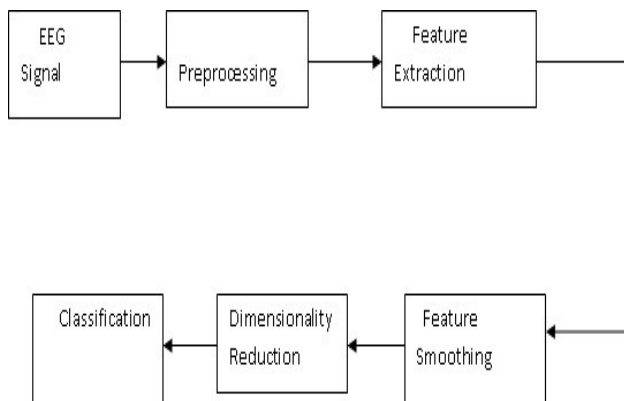 EEG
Signal
Preprocessing
Feature
Extraction
Classification
Dimensionality
Reduction
Feature
Smoothing